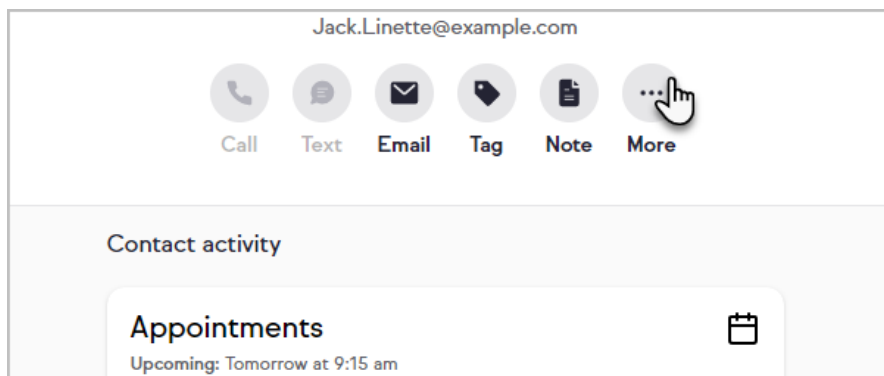 Jack.Linette@example.com
Call Text Email Tag Note More
Contact activity
Appointments
Upcoming: Tomorrow at 9:15 am